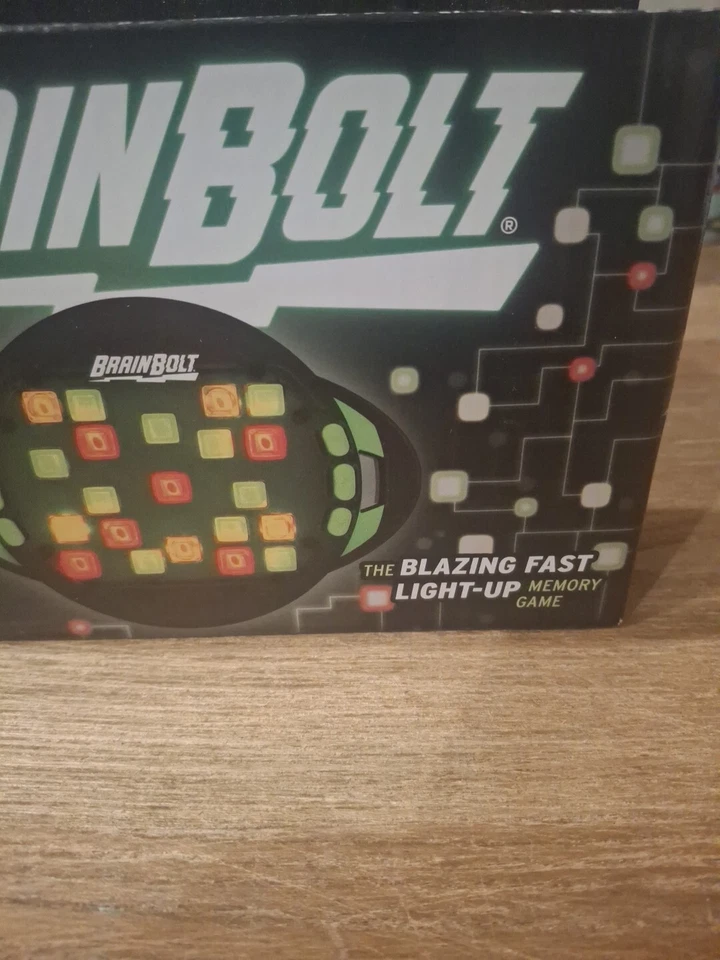 AINBOLT®
BRAINBOLT
THE BLAZING FAST
LIGHT-UP MEMORY
GAME